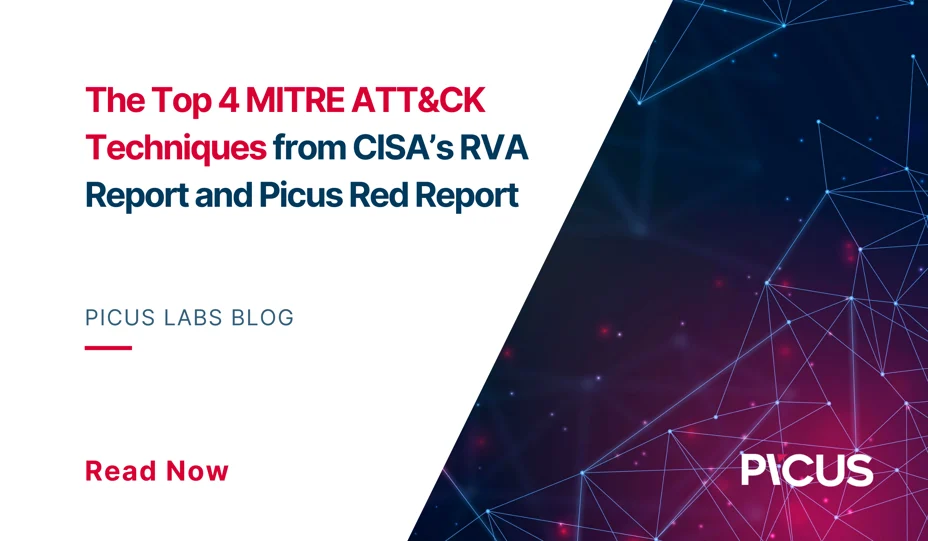 The Top 4 MITRE ATT&CK
Techniques from CISA’s RVA
Report and Picus Red Report
PICUS LABS BLOG
Read Now
PICUS